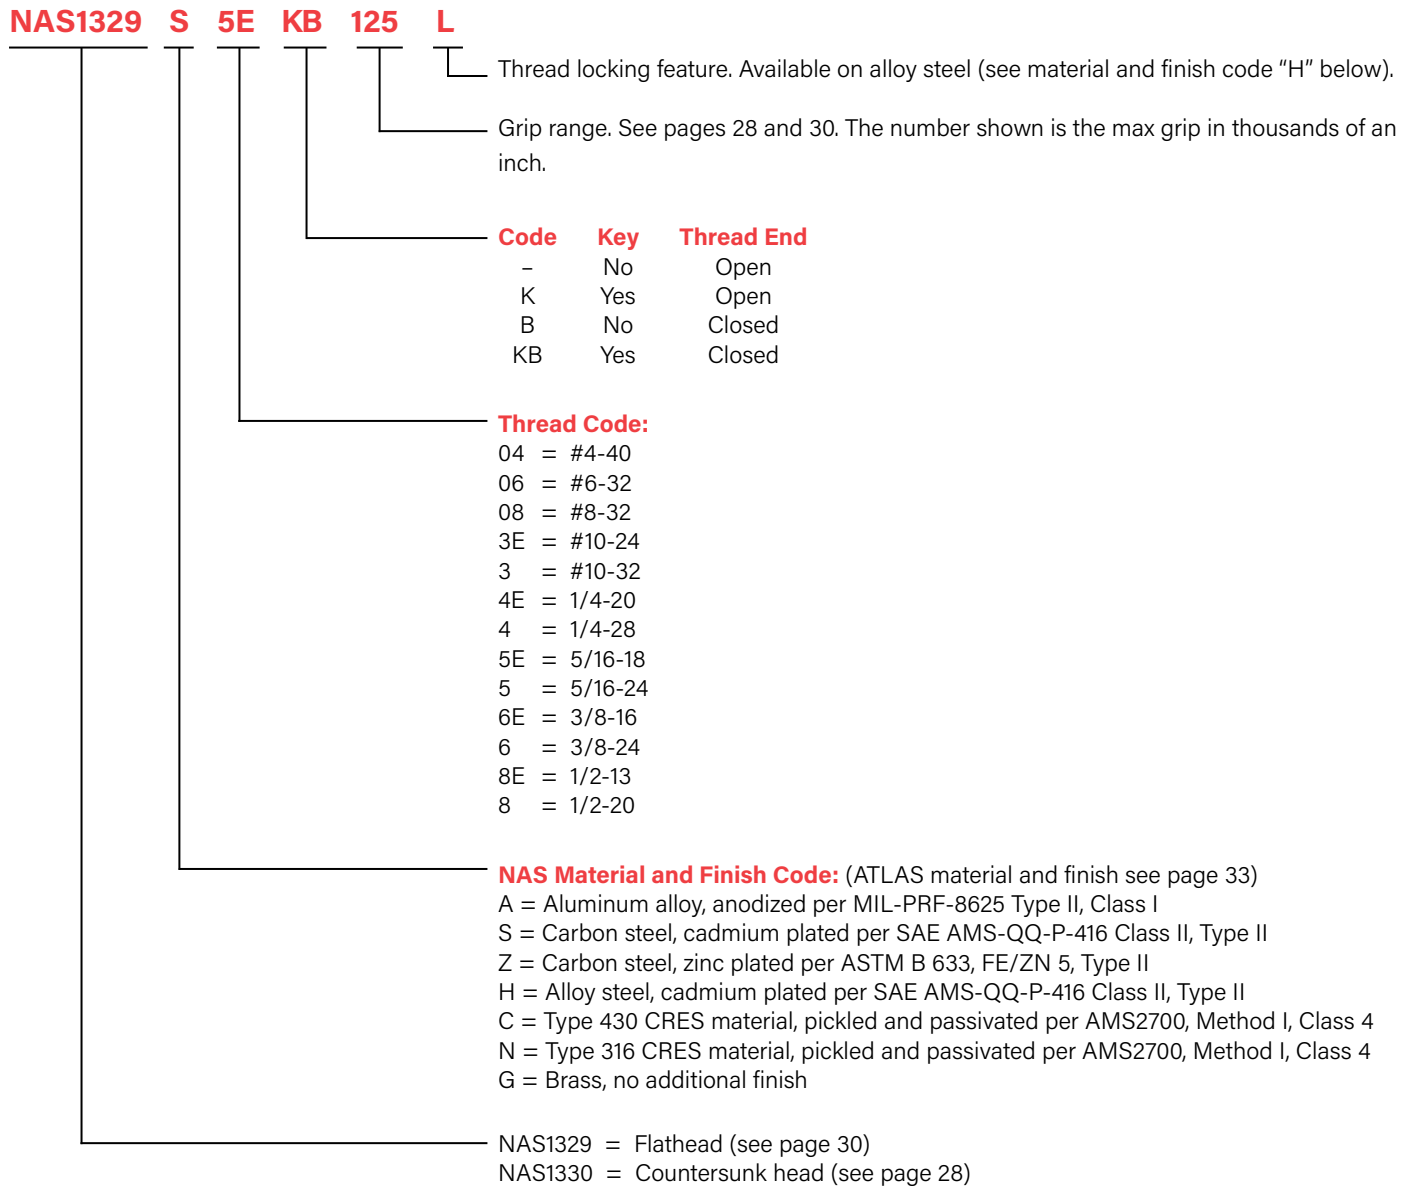 NAS1329 S 5E KB 125 L
Thread locking feature. Available on alloy steel (see material and finish code “H” below).
Grip range. See pages 28 and 30. The number shown is the max grip in thousands of an
inch.
Code Key Thread End
– No Open
K Yes Open
B No Closed
KB Yes Closed
Thread Code:
04 = #4-40
06 = #6-32
08 = #8-32
3E = #10-24
3 = #10-32
4E = 1/4-20
4 = 1/4-28
5E = 5/16-18
5 = 5/16-24
6E = 3/8-16
6 = 3/8-24
8E = 1/2-13
8 = 1/2-20
NAS Material and Finish Code: (ATLAS material and finish see page 33)
A = Aluminum alloy, anodized per MIL-PRF-8625 Type II, Class I
S = Carbon steel, cadmium plated per SAE AMS-QQ-P-416 Class II, Type II
Z = Carbon steel, zinc plated per ASTM B 633, FE/ZN 5, Type II
H = Alloy steel, cadmium plated per SAE AMS-QQ-P-416 Class II, Type II
C = Type 430 CRES material, pickled and passivated per AMS2700, Method I, Class 4
N = Type 316 CRES material, pickled and passivated per AMS2700, Method I, Class 4
G = Brass, no additional finish
NAS1329 = Flathead (see page 30)
NAS1330 = Countersunk head (see page 28)